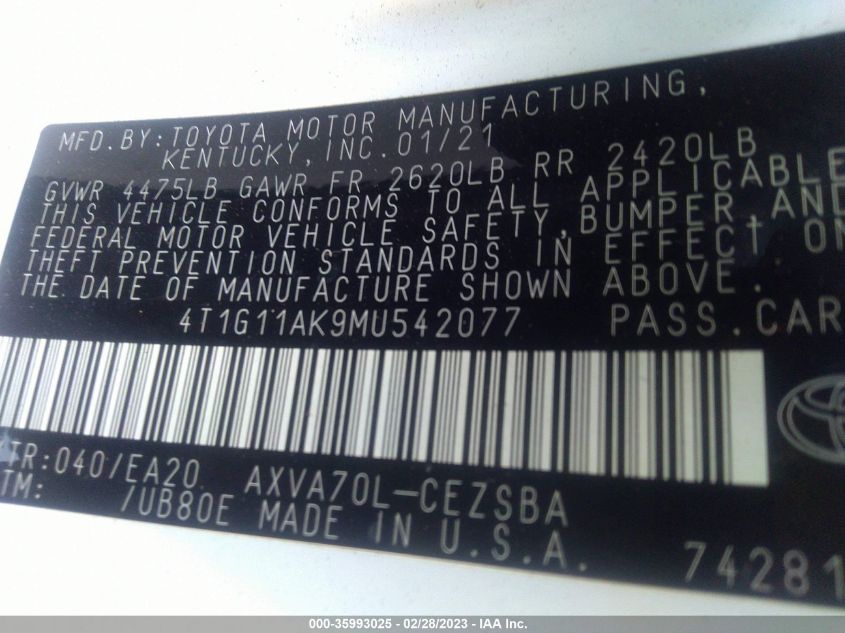 MFD.BY:TOYOTA MOTOR MANUFACTURING,
KENTUCKY,INC.01/21
GVWR 4475LB GAWR FR 2620LB RR 2420LB
THIS VEHICLE CONFORMS TO ALL APPLICABLE
FEDERAL MOTOR VEHICLE SAFETY,BUMPER,AND
THEFT PREVENTION STANDARDS IN EFFECT ON
THE DATE OF MANUFACTURE SHOWN ABOVE.
4T1G11AK9MU542077 PASS.CAR
TR:040/EA20 AXVA70L-CEZSBA
TM: /UB80E MADE IN U.S.A.
74281
000-35993025 - 02/28/2023 - IAA Inc.